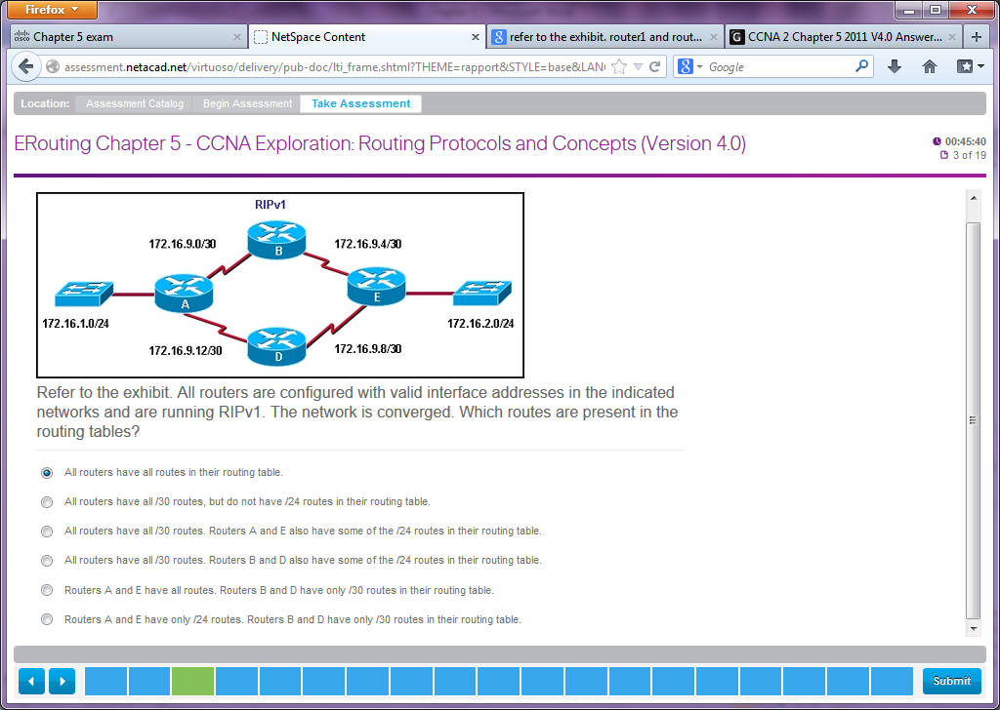 Firefox
Chapter 5 exam
NetSpace Content
refer to the exhibit. router1 and rout...
CCNA 2 Chapter 5 2011 V4.0 Answer...
assessment.netacad.net/virtuoso/delivery/pub-doc/lti_frame.shtml?THEME=rapport&STYLE=base&LAN
Google
Location:
Assessment Catalog
Begin Assessment
Take Assessment
ERouting Chapter 5 - CCNA Exploration: Routing Protocols and Concepts (Version 4.0)
00:45:40
3 of 19
RIPv1
172.16.9.0/30
172.16.9.4/30
B
A
E
172.16.1.0/24
172.16.2.0/24
172.16.9.12/30
172.16.9.8/30
D
Refer to the exhibit. All routers are configured with valid interface addresses in the indicated
networks and are running RIPv1. The network is converged. Which routes are present in the
routing tables?
All routers have all routes in their routing table.
All routers have all /30 routes, but do not have /24 routes in their routing table.
All routers have all /30 routes. Routers A and E also have some of the /24 routes in their routing table.
All routers have all /30 routes. Routers B and D also have some of the /24 routes in their routing table.
Routers A and E have all routes. Routers B and D have only /30 routes in their routing table.
Routers A and E have only /24 routes. Routers B and D have only /30 routes in their routing table.
Submit